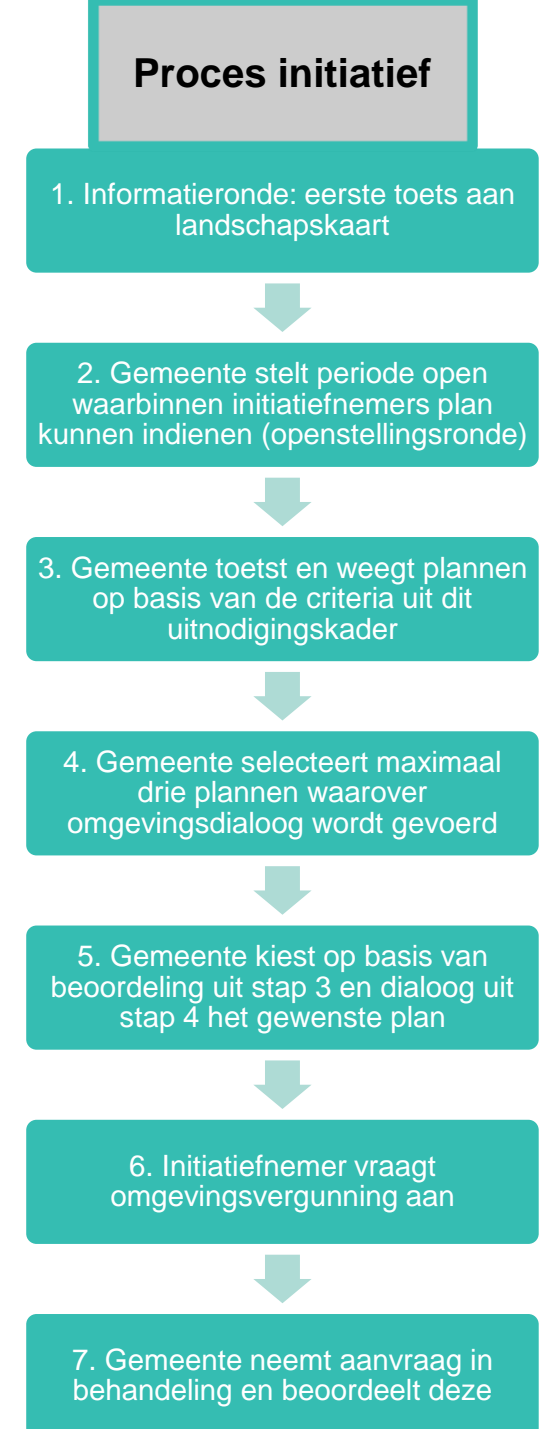 Proces initiatief
1. Informatieronde: eerste toets aan
landschapskaart
2. Gemeente stelt periode open
waarbinnen initiatiefnemers plan
kunnen indienen (openstellingsronde)
3. Gemeente toetst en weegt plannen
op basis van de criteria uit dit
uitnodigingskader
4. Gemeente selecteert maximaal
drie plannen waarover
omgevingsdialoog wordt gevoerd
5. Gemeente kiest op basis van
beoordeling uit stap 3 en dialoog uit
stap 4 het gewenste plan
6. Initiatiefnemer vraagt
omgevingsvergunning aan
7. Gemeente neemt aanvraag in
behandeling en beoordeelt deze